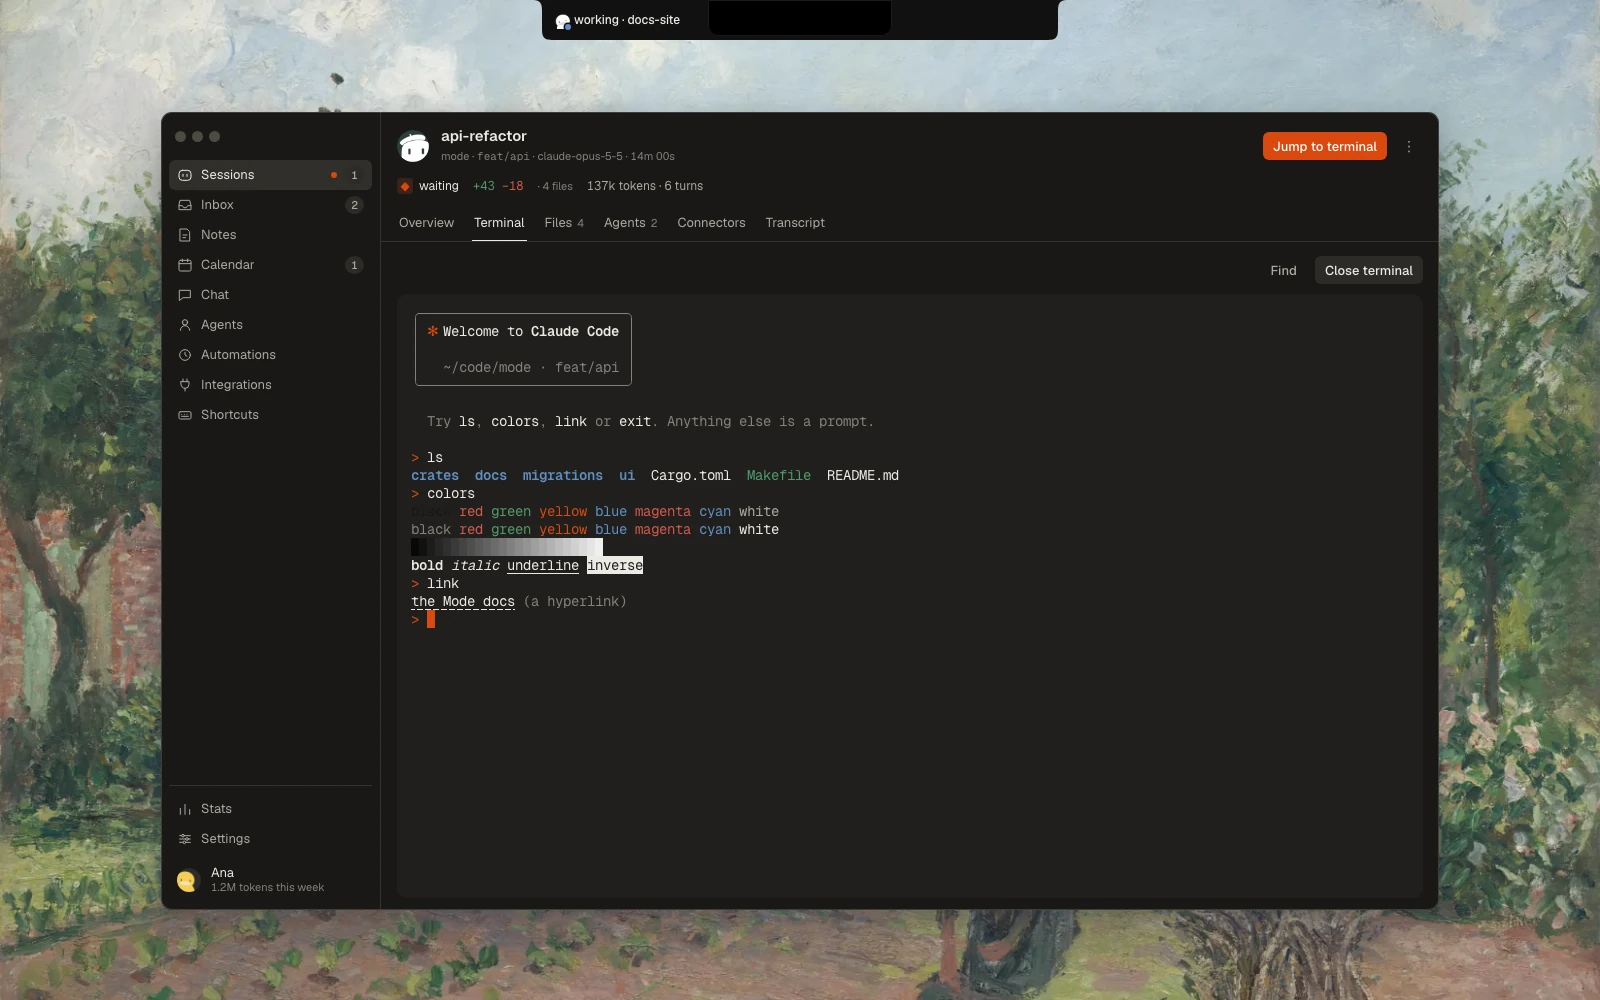 working · docs-site
api-refactor
mode · feat/api · claude-opus-5-5 · 14m 00s
Jump to terminal
waiting +43 −18 · 4 files 137k tokens · 6 turns
Sessions 1
Inbox 2
Notes
Calendar 1
Chat
Agents
Automations
Integrations
Shortcuts
Stats
Settings
Ana
1.2M tokens this week
Overview Terminal Files 4 Agents 2 Connectors Transcript
Find Close terminal
✻ Welcome to Claude Code
~/code/mode · feat/api
Try ls, colors, link or exit. Anything else is a prompt.
> ls
crates docs migrations ui Cargo.toml Makefile README.md
> colors
black red green yellow blue magenta cyan white
black red green yellow blue magenta cyan white
bold italic underline inverse
> link
the Mode docs (a hyperlink)
>